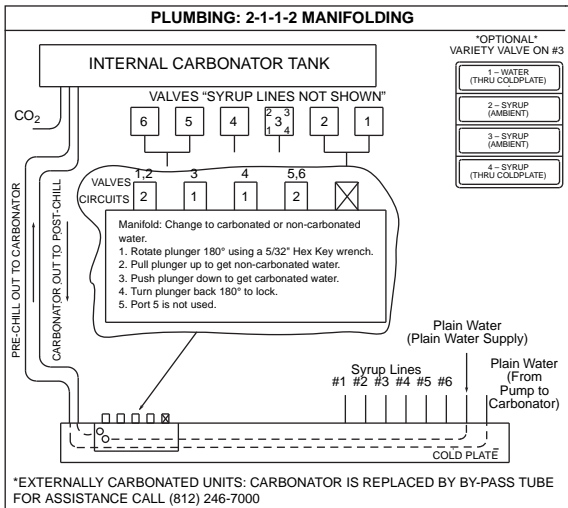 PLUMBING: 2-1-1-2 MANIFOLDING
*OPTIONAL*
VARIETY VALVE ON #3
1 – WATER
(THRU COLDPLATE)
2 – SYRUP
(AMBIENT)
3 – SYRUP
(AMBIENT)
4 – SYRUP
(THRU COLDPLATE)
INTERNAL CARBONATOR TANK
CO2
VALVES “SYRUP LINES NOT SHOWN”
6 5 4 2 3 3 1 4 2 1
VALVES 1,2 3 4 5,6
CIRCUITS 2 1 1 2
Manifold: Change to carbonated or non-carbonated
water.
1. Rotate plunger 180° using a 5/32" Hex Key wrench.
2. Pull plunger up to get non-carbonated water.
3. Push plunger down to get carbonated water.
4. Turn plunger back 180° to lock.
5. Port 5 is not used.
PRE-CHILL OUT TO CARBONATOR
CARBONATOR OUT TO POST-CHILL
Plain Water
(Plain Water Supply)
Syrup Lines
#1 #2 #3 #4 #5 #6
Plain Water
(From
Pump to
Carbonator)
COLD PLATE
*EXTERNALLY CARBONATED UNITS: CARBONATOR IS REPLACED BY BY-PASS TUBE
FOR ASSISTANCE CALL (812) 246-7000